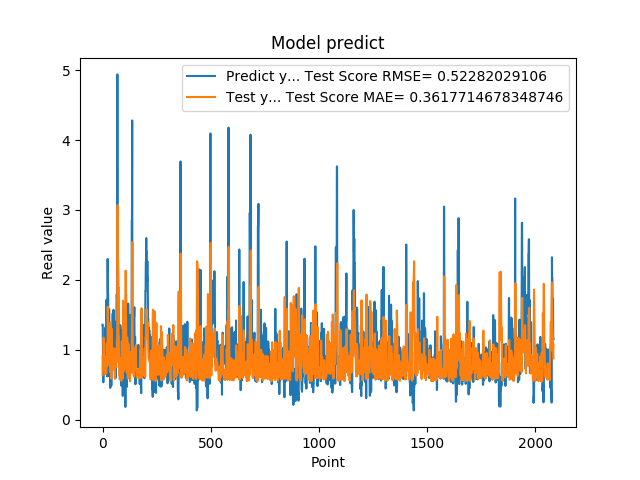 Model predict
Predict y... Test Score RMSE= 0.52282029106
Test y... Test Score MAE= 0.3617714678348746
Real value
5
4
3
2
1
0
0 500 1000 1500 2000
Point